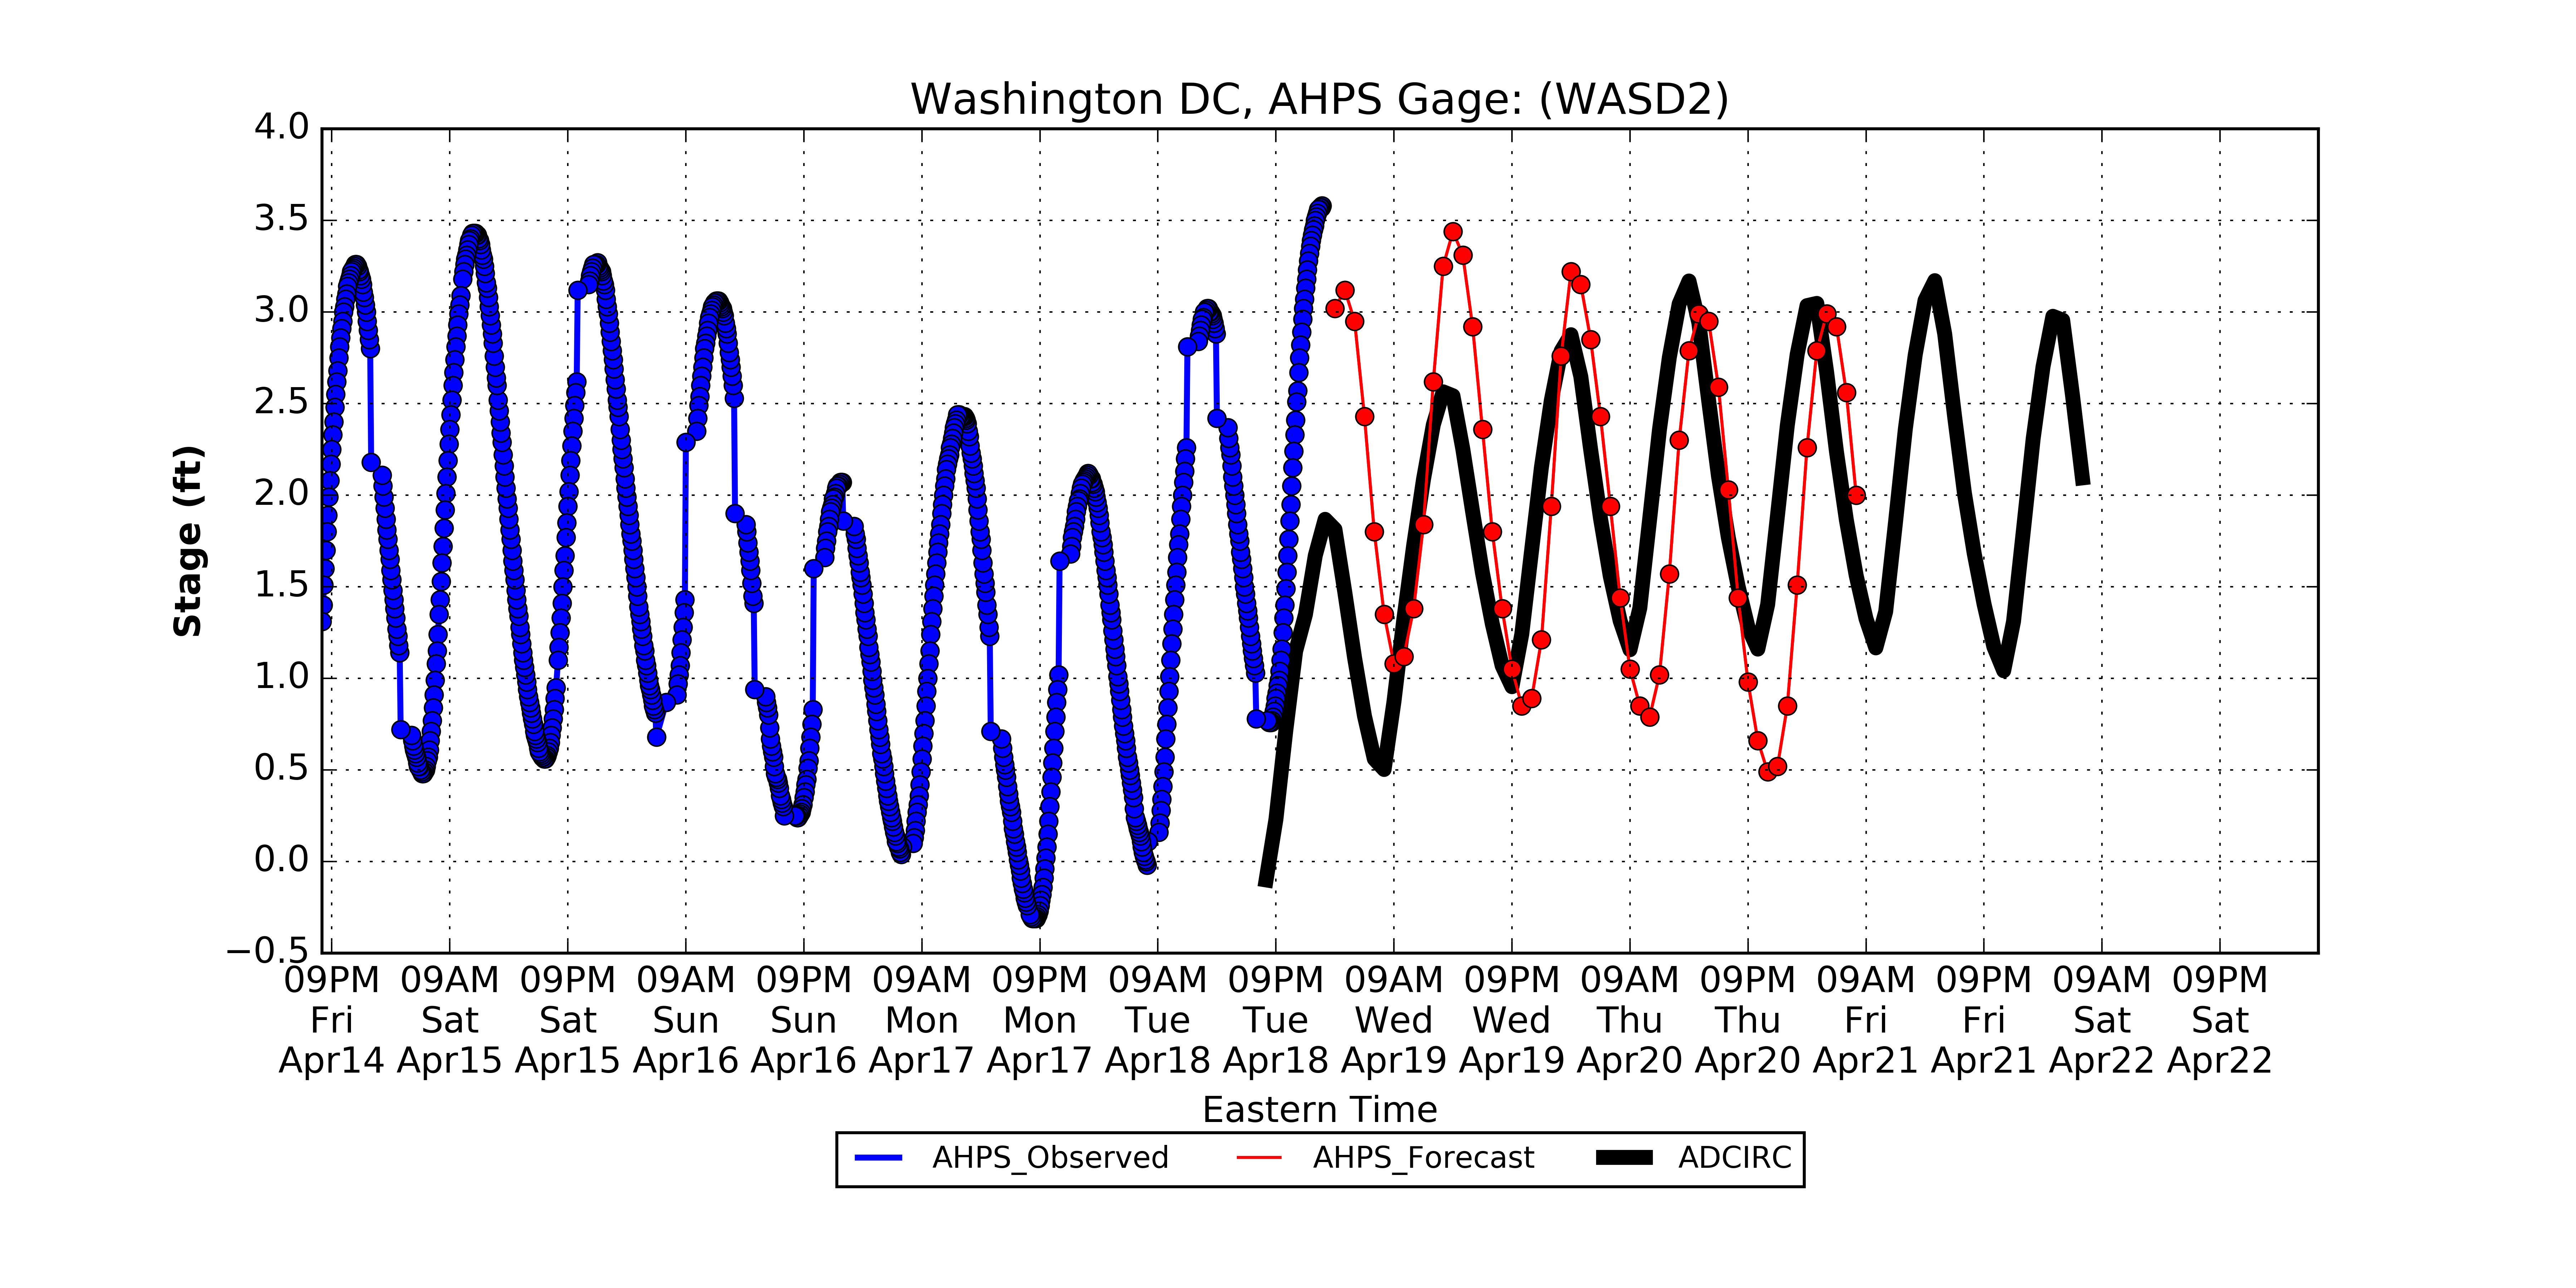 Washington DC, AHPS Gage: (WASD2)
4.0
3.5
3.0
2.5
2.0
1.5
1.0
0.5
0.0
−0.5
Stage (ft)
09PM 09AM 09PM 09AM 09PM 09AM 09PM 09AM 09PM 09AM 09PM 09AM 09PM 09AM 09PM 09AM 09PM
Fri Sat Sat Sun Sun Mon Mon Tue Tue Wed Wed Thu Thu Fri Fri Sat Sat
Apr14 Apr15 Apr15 Apr16 Apr16 Apr17 Apr17 Apr18 Apr18 Apr19 Apr19 Apr20 Apr20 Apr21 Apr21 Apr22 Apr22
Eastern Time
AHPS_Observed AHPS_Forecast ADCIRC